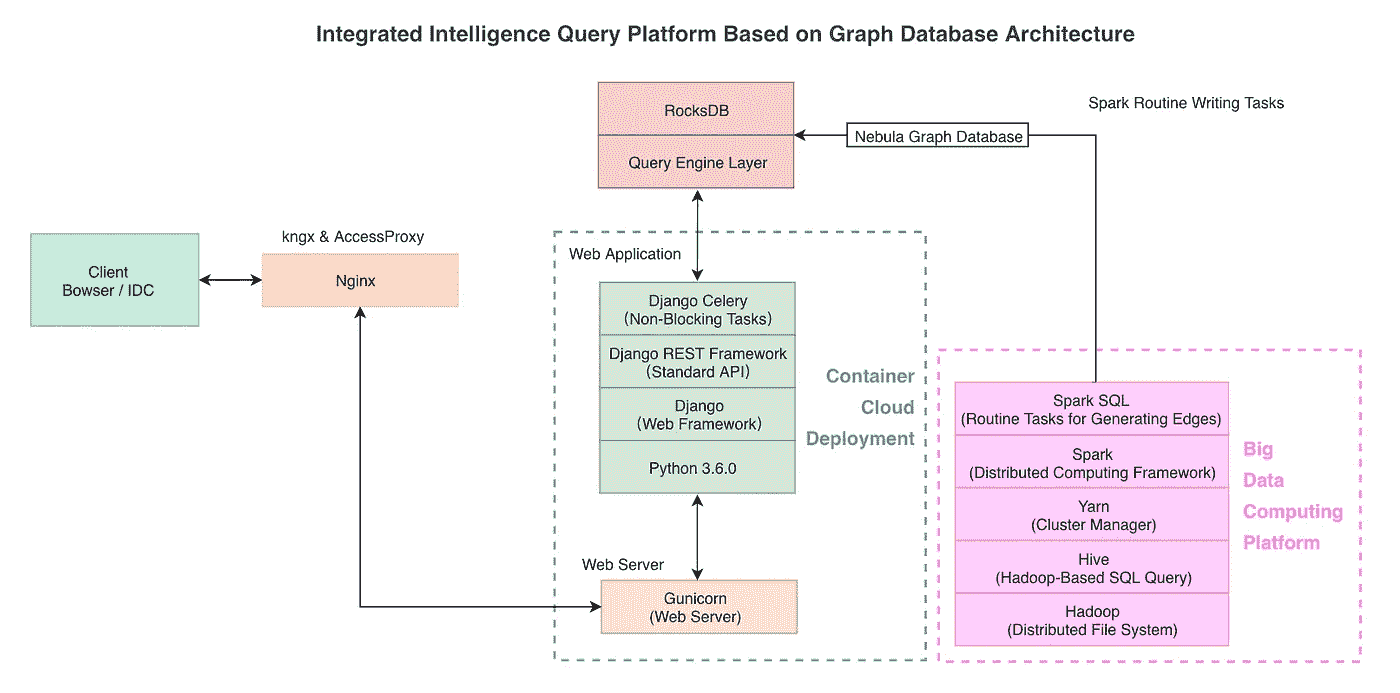 Integrated Intelligence Query Platform Based on Graph Database Architecture
RocksDB
Query Engine Layer
Nebula Graph Database
Spark Routine Writing Tasks
Client
Bowser / IDC
kngx & AccessProxy
Nginx
Web Application
Django Celery
(Non-Blocking Tasks)
Django REST Framework
(Standard API)
Django
(Web Framework)
Python 3.6.0
Container
Cloud
Deployment
Web Server
Gunicorn
(Web Server)
Spark SQL
(Routine Tasks for Generating Edges)
Spark
(Distributed Computing Framework)
Yarn
(Cluster Manager)
Hive
(Hadoop-Based SQL Query)
Hadoop
(Distributed File System)
Big
Data
Computing
Platform